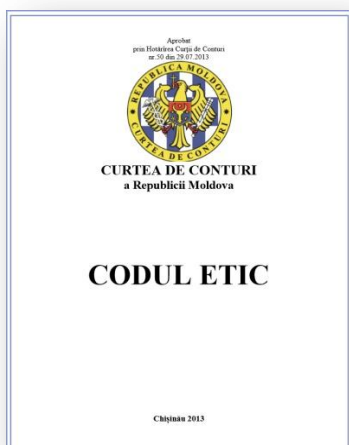 Aprobat
prin Hotărîrea Curţii de Conturi
nr.50 din 29.07.2013
REPUBLICA MOLDOVA
CURTEA DE CONTURI
CURTEA DE CONTURI
a Republicii Moldova
CODUL ETIC
Chişinău 2013